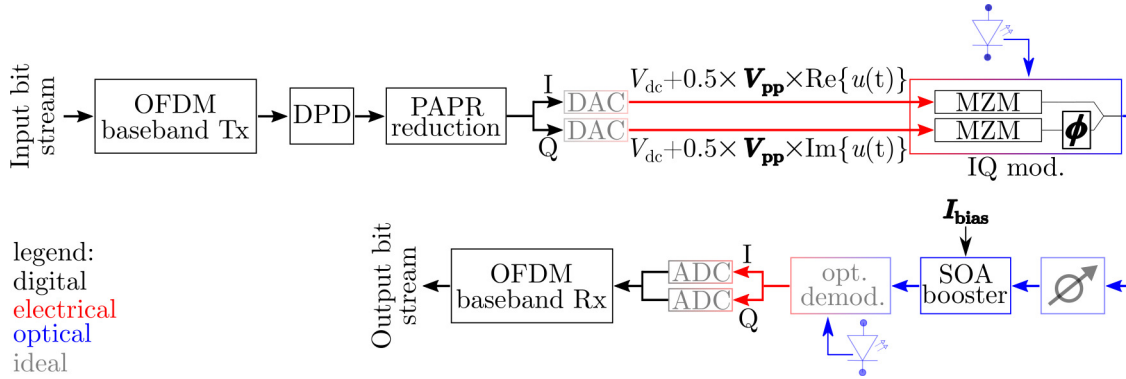 Input bit
stream
OFDM
baseband Tx
DPD
PAPR
reduction
I
Q
DAC
DAC
V_dc+0.5× V_pp×Re{u(t)}
V_dc+0.5× V_pp×Im{u(t)}
MZM
MZM
ϕ
IQ mod.
I_bias
SOA
booster
opt.
demod.
I
Q
ADC
ADC
OFDM
baseband Rx
Output bit
stream
legend:
digital
electrical
optical
ideal